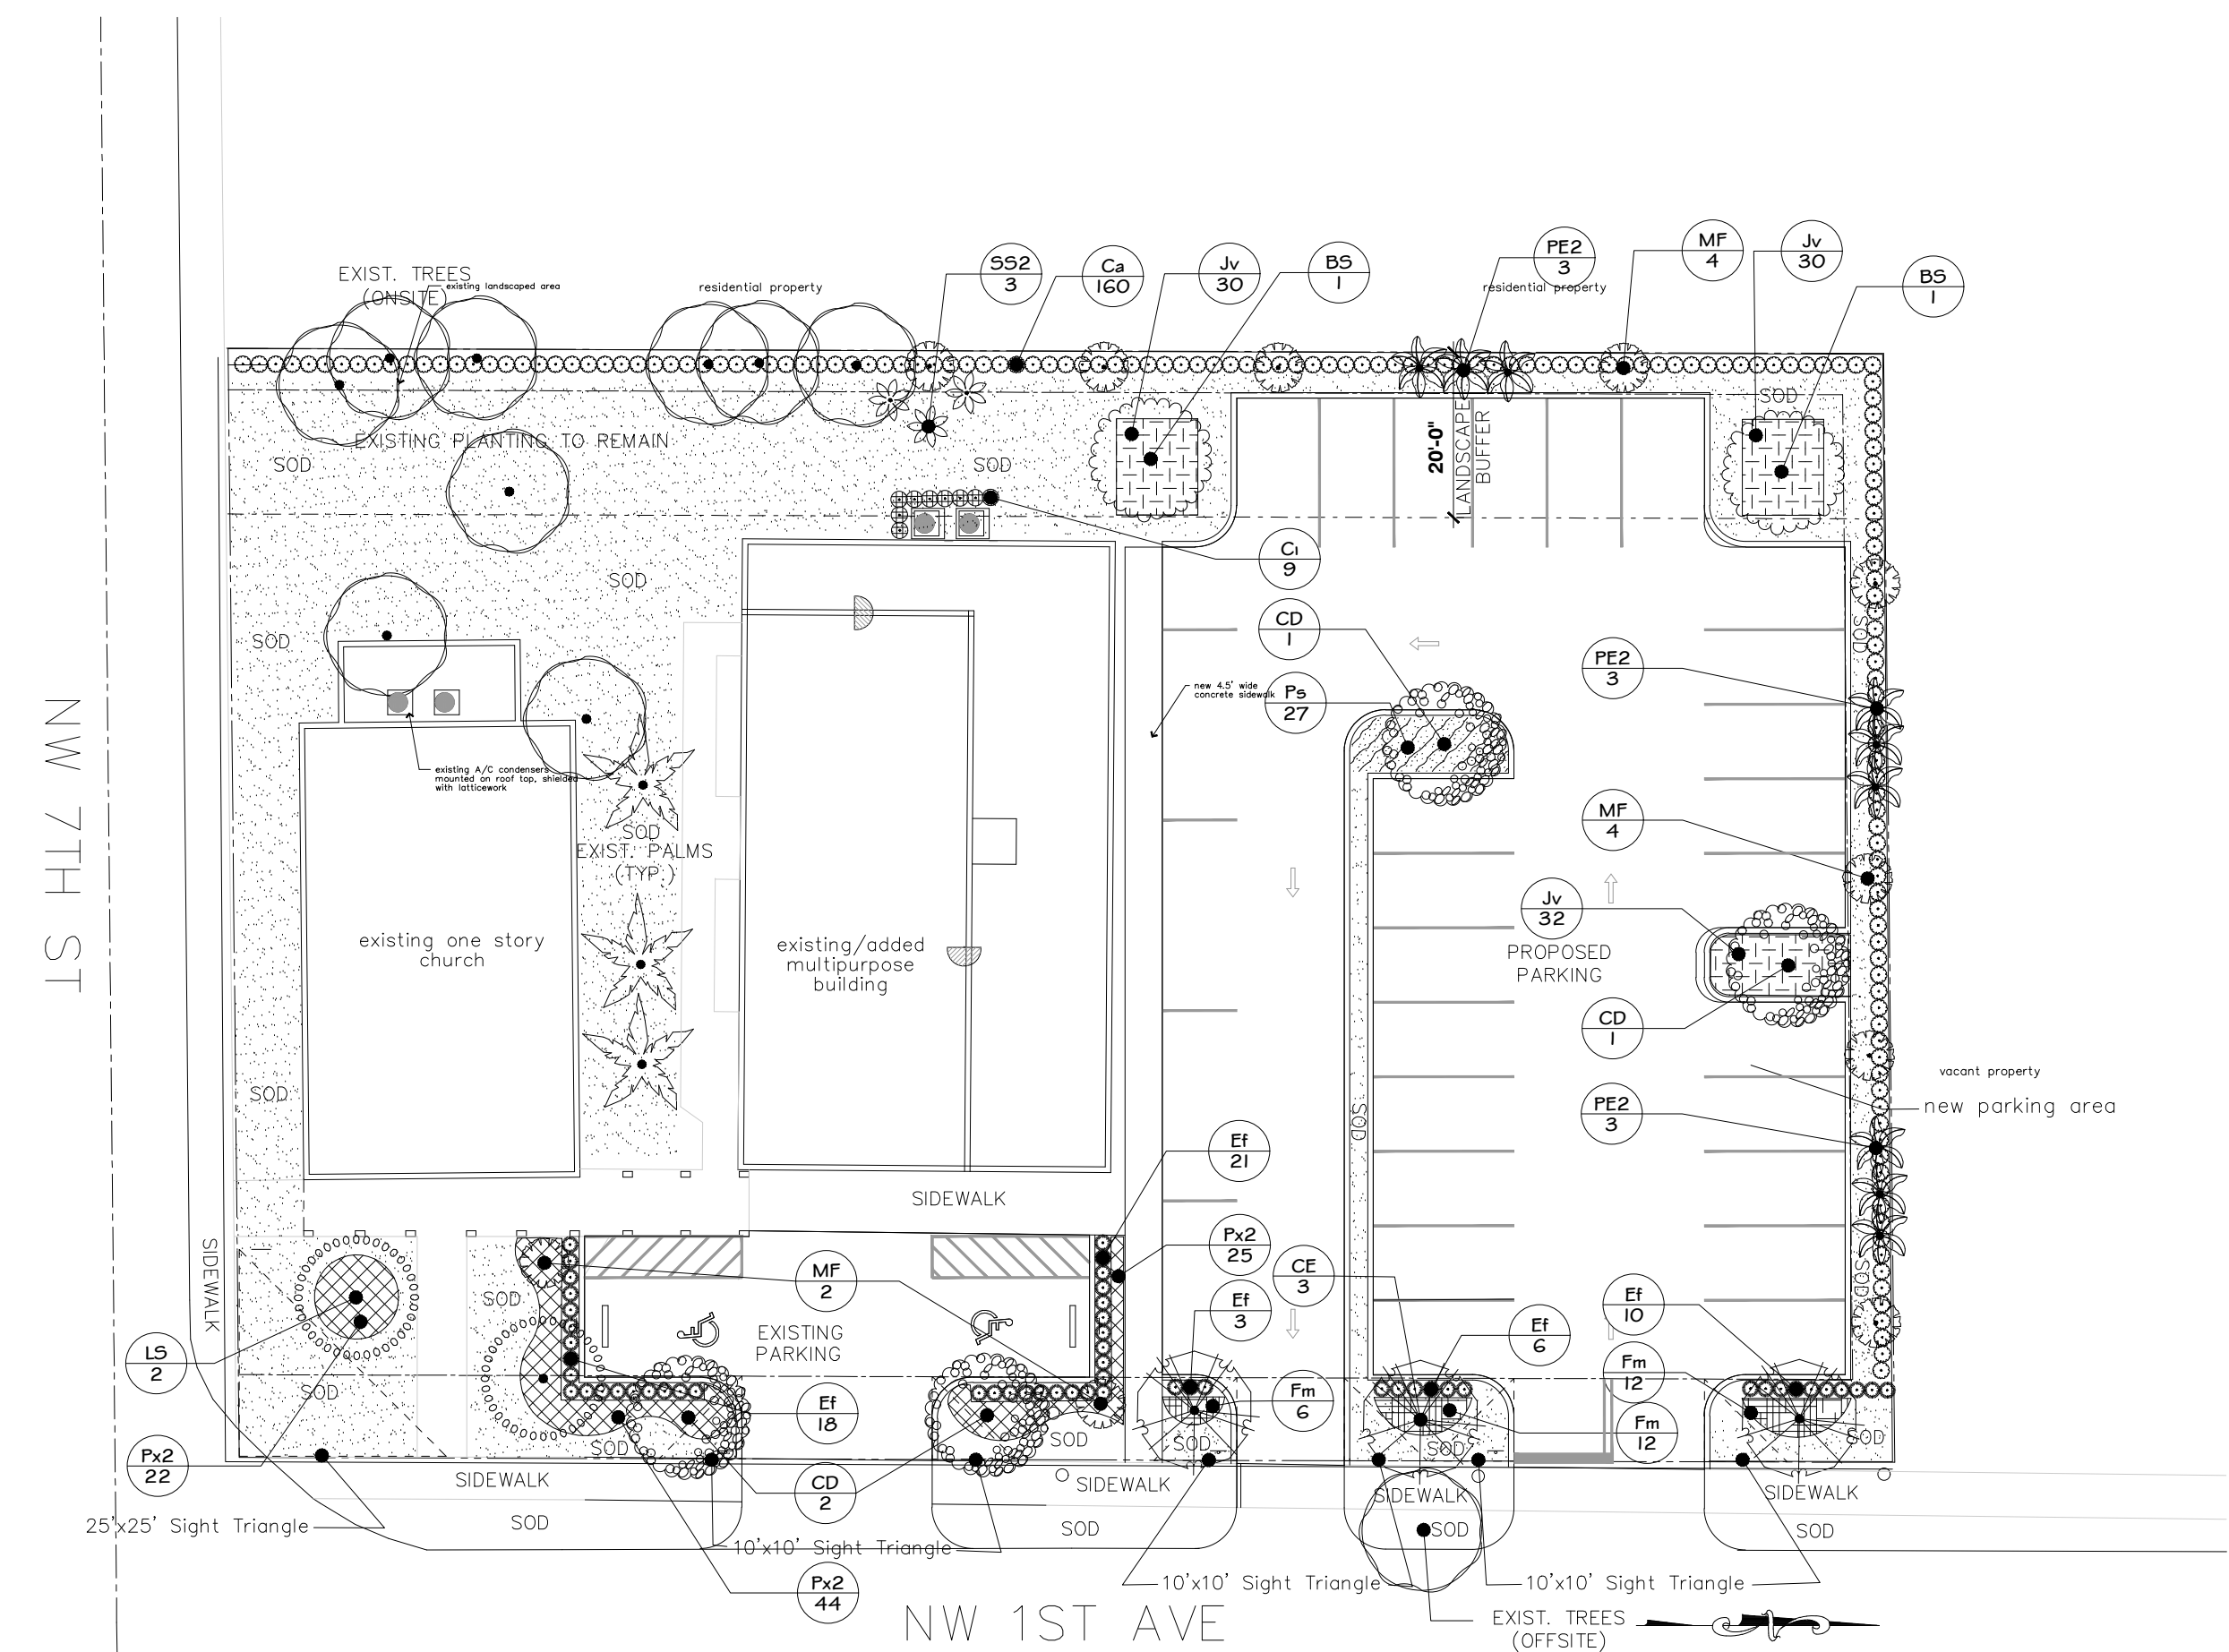 EXIST. TREES
(ONSITE)
existing landscaped area
residential property
SS2
3
Ca
160
Jv
30
BS
1
PE2
3
residential property
MF
4
Jv
30
BS
1
EXISTING PLANTING TO REMAIN
SOD
SOD
20'-0"
LANDSCAPE
BUFFER
SOD
Ci
9
SOD
SOD
CD
1
SOD
PE2
3
new 4.5' wide
concrete sidewalk
Ps
27
existing A/C condensers
mounted on roof top, shielded
with latticework
SOD
EXIST. PALMS
(TYP.)
MF
4
NW 7TH ST
existing one story
church
existing/added
multipurpose
building
Jv
32
PROPOSED
PARKING
CD
1
vacant property
new parking area
SOD
SOD
PE2
3
Ef
21
SIDEWALK
Px2
25
SIDEWALK
MF
2
CE
3
Ef
3
SOD
SOD
EXISTING
PARKING
Ef
10
Ef
6
LS
2
Fm
12
SOD
Ef
18
Fm
6
Fm
12
Px2
22
SOD
SOD
SOD
SOD
SOD
SIDEWALK
CD
2
SIDEWALK
SIDEWALK
SIDEWALK
25'x25' Sight Triangle
SOD
SOD
SOD
SOD
10'x10' Sight Triangle
Px2
44
10'x10' Sight Triangle
10'x10' Sight Triangle
NW 1ST AVE
EXIST. TREES
(OFFSITE)